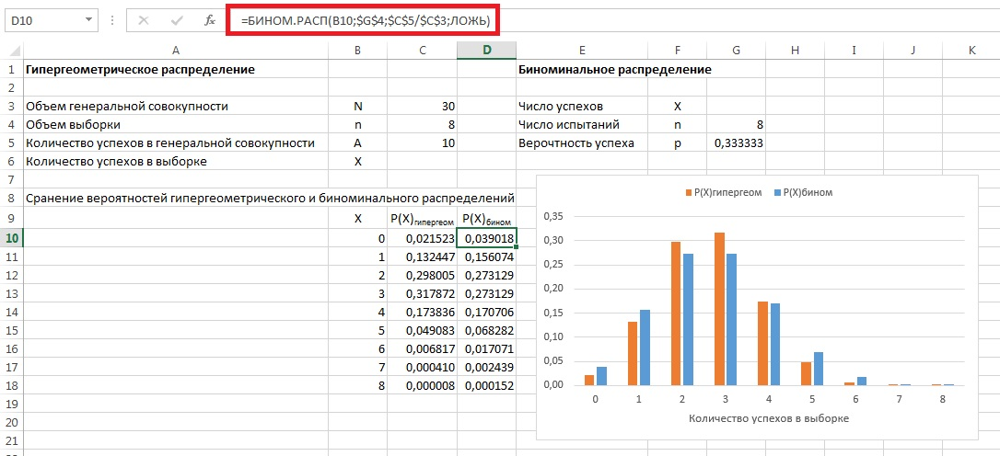 D10 fx =БИНОМ.РАСП(B10;$G$4;$C$5/$C$3;ЛОЖЬ)
A B C D E F G H I J K
1 Гипергеометрическое распределение Биноминальное распределение
2
3 Объем генеральной совокупности N 30 Число успехов X
4 Объем выборки n 8 Число испытаний n 8
5 Количество успехов в генеральной совокупности A 10 Верочтность успеха p 0,333333
6 Количество успехов в выборке X
7
8 Сранение вероятностей гипергеометрического и биноминального распределений
9 X P(X)гипергеом P(X)бином
10 0 0,021523 0,039018
11 1 0,132447 0,156074
12 2 0,298005 0,273129
13 3 0,317872 0,273129
14 4 0,173836 0,170706
15 5 0,049083 0,068282
16 6 0,006817 0,017071
17 7 0,000410 0,002439
18 8 0,000008 0,000152
19
20
21
P(X)гипергеом P(X)бином
0,35
0,30
0,25
0,20
0,15
0,10
0,05
0,00
0 1 2 3 4 5 6 7 8
Количество успехов в выборке